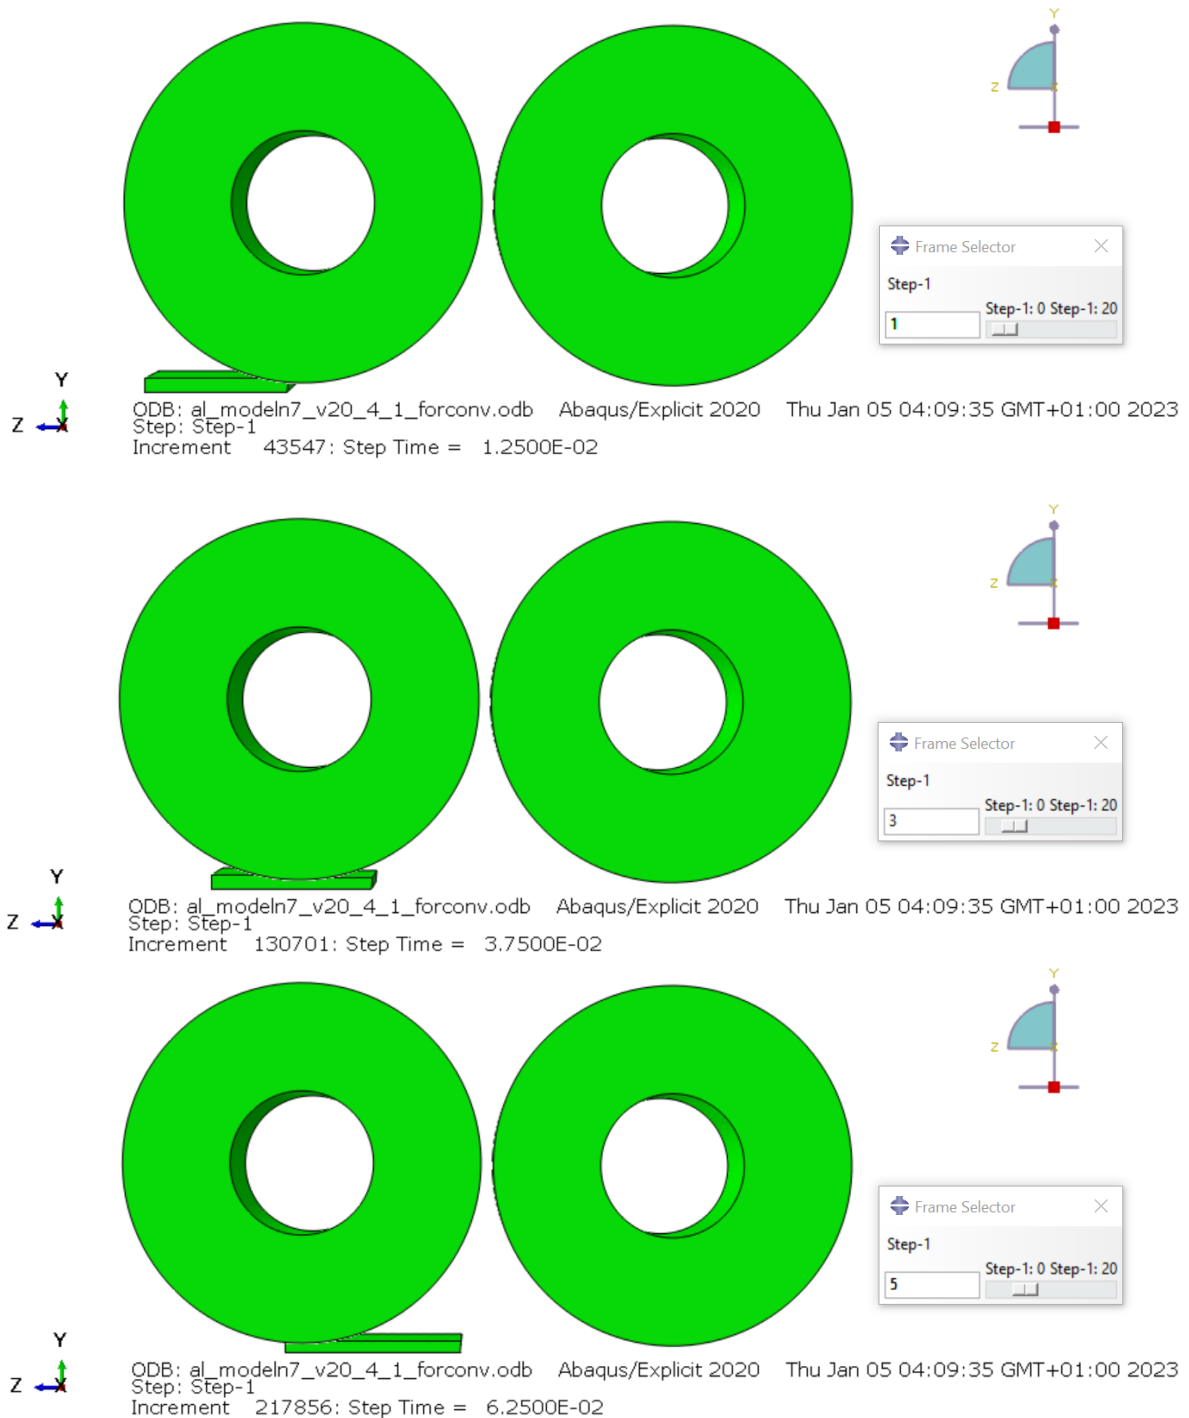 Y
Z
X
Frame Selector
Step-1
Step-1: 0 Step-1: 20
1
Y
Z X
ODB: al_modeln7_v20_4_1_forconv.odb Abaqus/Explicit 2020 Thu Jan 05 04:09:35 GMT+01:00 2023
Step: Step-1
Increment 43547: Step Time = 1.2500E-02
Y
Z
X
Frame Selector
Step-1
Step-1: 0 Step-1: 20
3
Y
Z X
ODB: al_modeln7_v20_4_1_forconv.odb Abaqus/Explicit 2020 Thu Jan 05 04:09:35 GMT+01:00 2023
Step: Step-1
Increment 130701: Step Time = 3.7500E-02
Y
Z
X
Frame Selector
Step-1
Step-1: 0 Step-1: 20
5
Y
Z X
ODB: al_modeln7_v20_4_1_forconv.odb Abaqus/Explicit 2020 Thu Jan 05 04:09:35 GMT+01:00 2023
Step: Step-1
Increment 217856: Step Time = 6.2500E-02